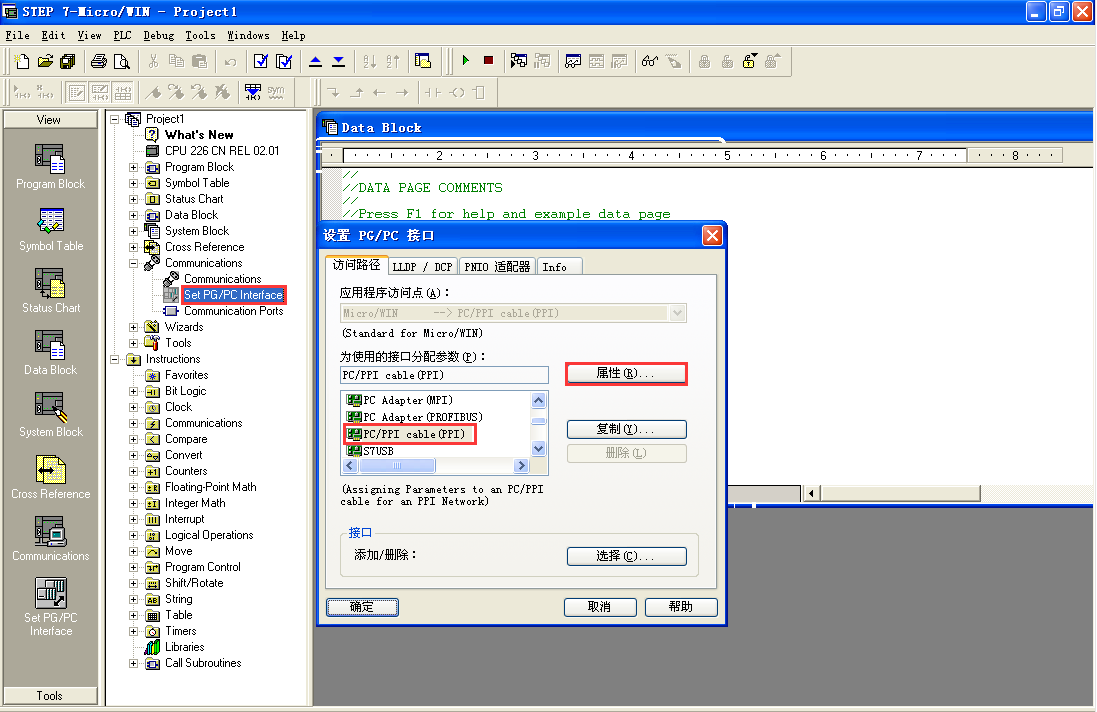 STEP 7-Micro/WIN - Project1
File Edit View PLC Debug Tools Windows Help
View
Program Block
Symbol Table
Status Chart
Data Block
System Block
Cross Reference
Communications
Set PG/PC
Interface
Tools
Project1
What's New
CPU 226 CN REL 02.01
Program Block
Symbol Table
Status Chart
Data Block
System Block
Cross Reference
Communications
Communications
Set PG/PC Interface
Communication Ports
Wizards
Tools
Instructions
Favorites
Bit Logic
Clock
Communications
Compare
Convert
Counters
Floating-Point Math
Integer Math
Interrupt
Logical Operations
Move
Program Control
Shift/Rotate
String
Table
Timers
Libraries
Call Subroutines
Data Block
2 3 4 5 6 7 8
//
//DATA PAGE COMMENTS
//
//Press F1 for help and example data page
设置 PG/PC 接口
访问路径 LLDP / DCP PNIO 适配器 Info
应用程序访问点(A)：
Micro/WIN --> PC/PPI cable(PPI)
(Standard for Micro/WIN)
为使用的接口分配参数(P)：
PC/PPI cable(PPI)
属性(R)...
PC Adapter(MPI)
PC Adapter(PROFIBUS)
PC/PPI cable(PPI)
S7USB
复制(Y)...
删除(L)
(Assigning Parameters to an PC/PPI
cable for an PPI Network)
接口
添加/删除：
选择(C)...
确定 取消 帮助